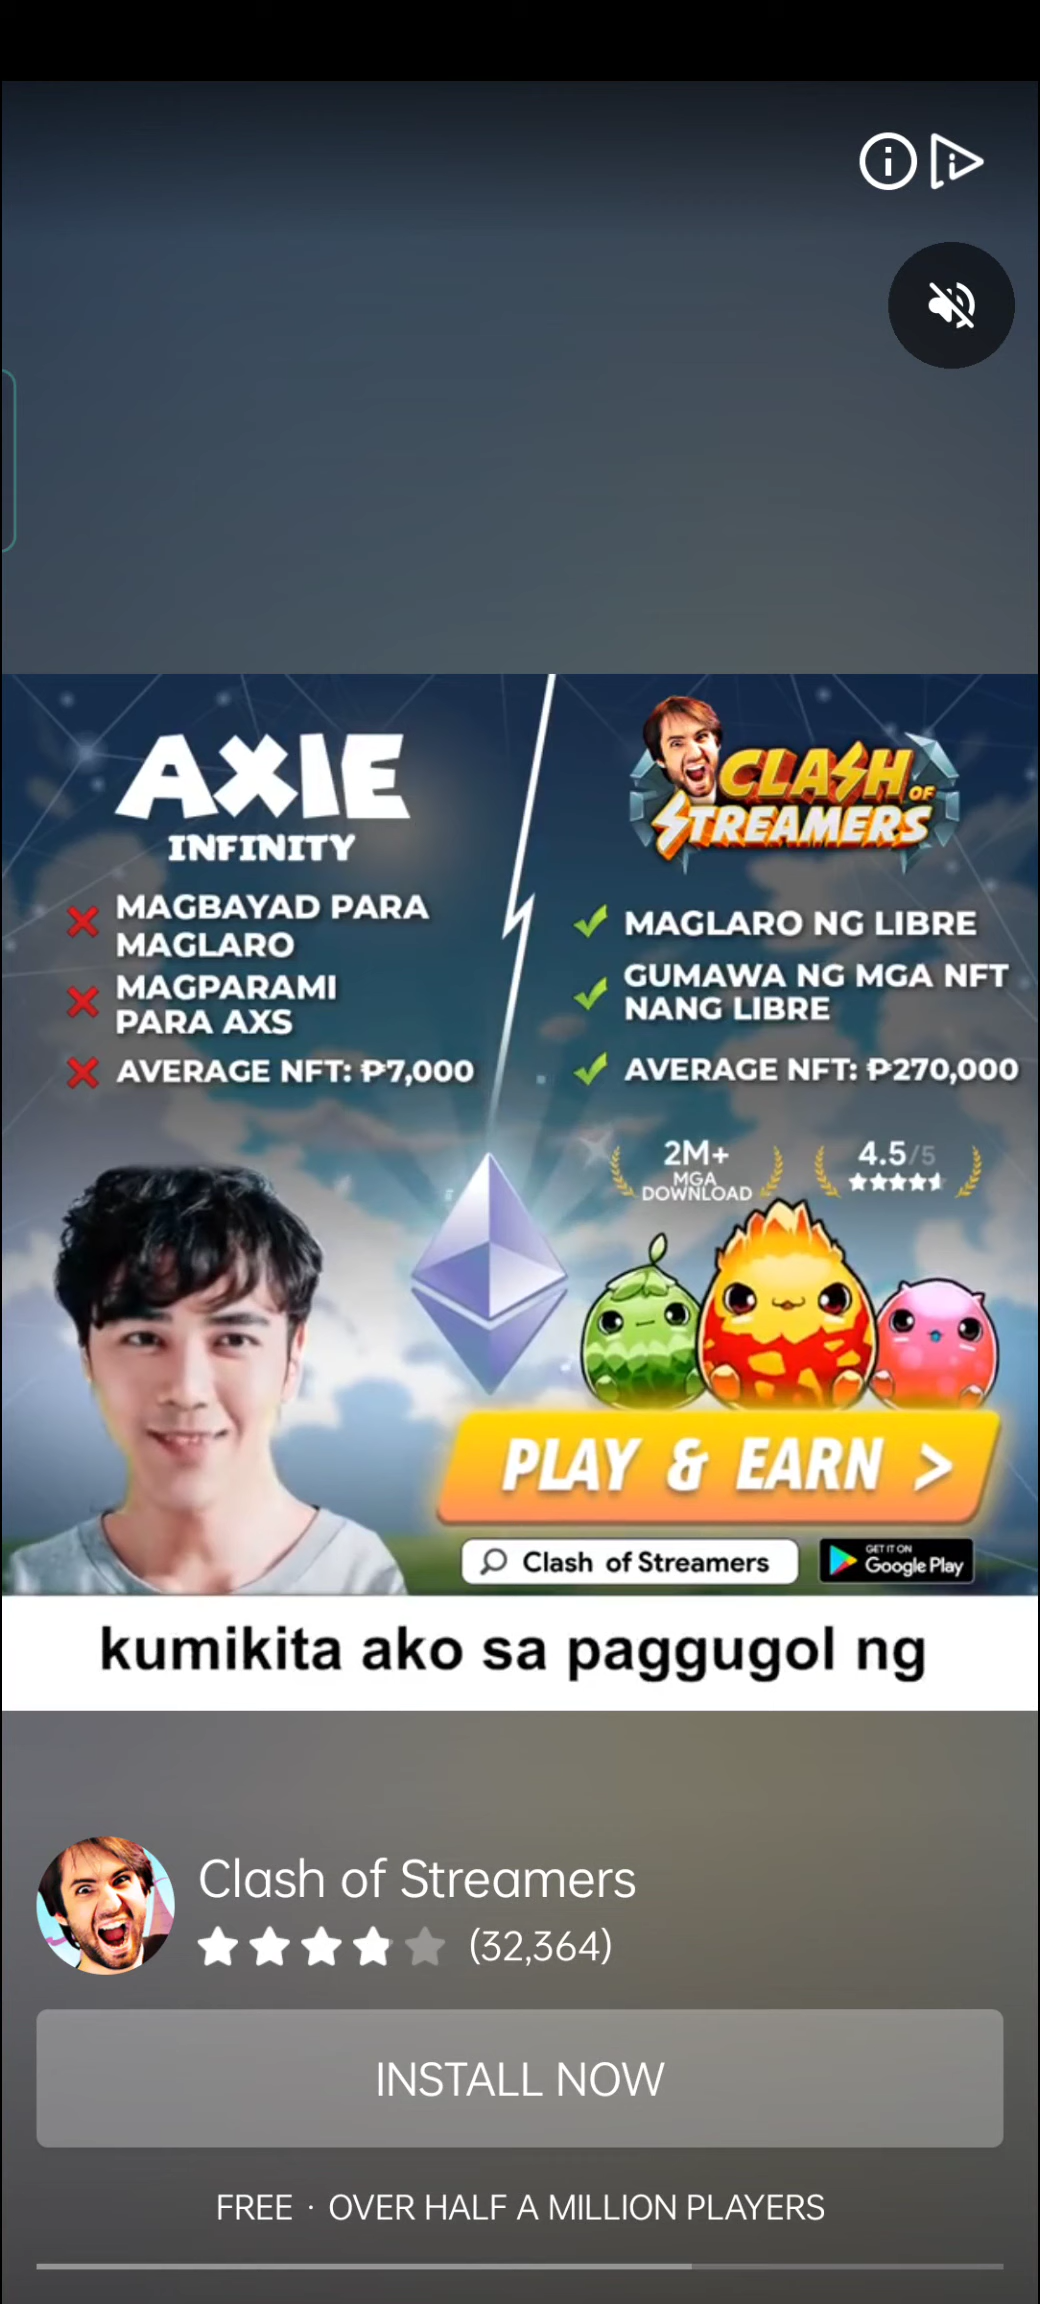 AXIE
INFINITY
MAGBAYAD PARA
MAGLARO
MAGPARAMI
PARA AXS
AVERAGE NFT: ₱7,000
CLASH OF
STREAMERS
MAGLARO NG LIBRE
GUMAWA NG MGA NFT
NANG LIBRE
AVERAGE NFT: ₱270,000
2M+
MGA
DOWNLOAD
4.5/5
PLAY & EARN >
Clash of Streamers
GET IT ON
Google Play
kumikita ako sa paggugol ng
Clash of Streamers
(32,364)
INSTALL NOW
FREE · OVER HALF A MILLION PLAYERS